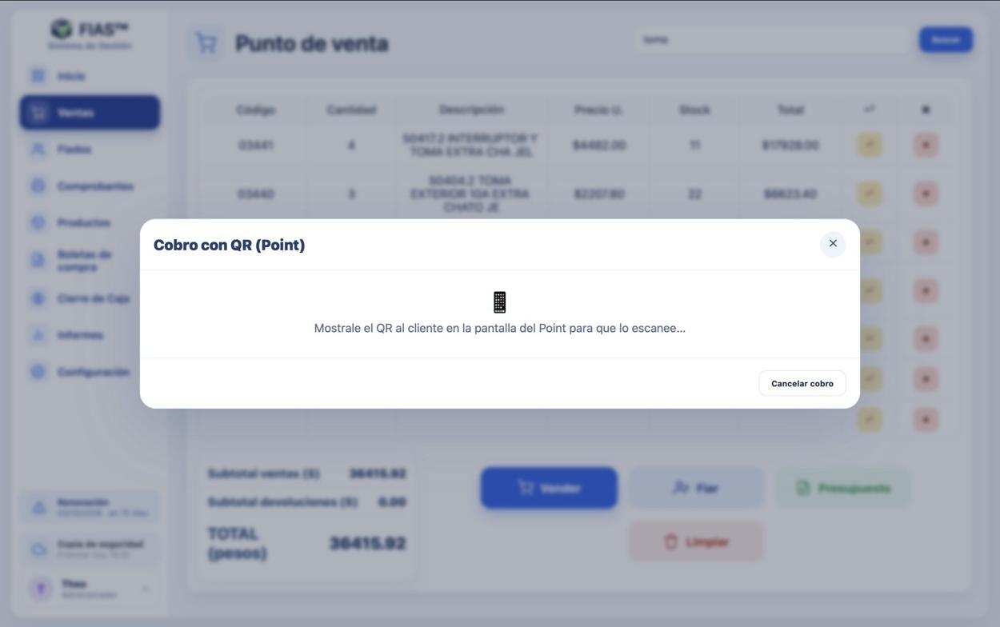 FIAS™
Sistema de Gestión
Inicio
Ventas
Fiados
Comprobantes
Productos
Boletas de
compra
Cierre de Caja
Informes
Configuración
Renovación
Copia de seguridad
Theo
Administrador
Punto de venta
toma
Buscar
Código Cantidad Descripción Precio U. Stock Total
03441 4 S0417.2 INTERRUPTOR Y TOMA EXTRA CHA JEL $4482.00 11 $17928.00
03440 3 S0404.2 TOMA EXTERIOR 10A EXTRA CHATO JE $2207.80 22 $6623.40
Cobro con QR (Point)
Mostrale el QR al cliente en la pantalla del Point para que lo escanee...
Cancelar cobro
Subtotal ventas ($) 36415.92
Subtotal devoluciones ($) 0.00
TOTAL
(pesos) 36415.92
Vender
Fiar
Presupuesto
Limpiar